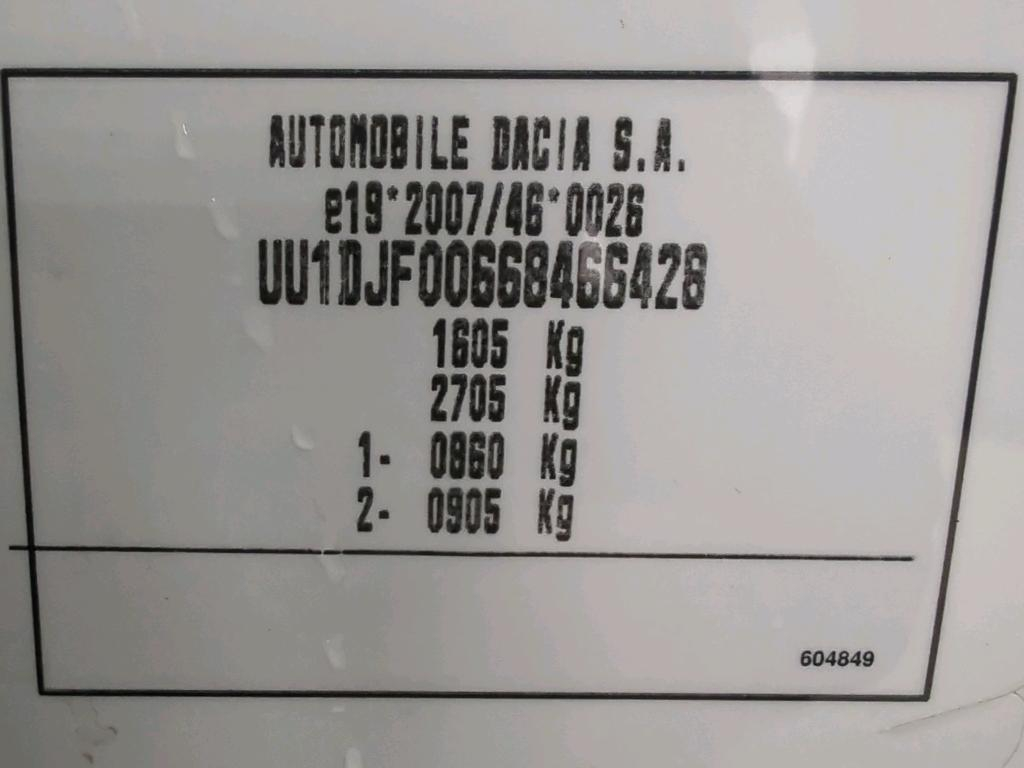 AUTOMOBILE DACIA S.A.
e19*2007/46*0026
UU1DJF00668466428
1605 Kg
2705 Kg
1- 0860 Kg
2- 0905 Kg
604849